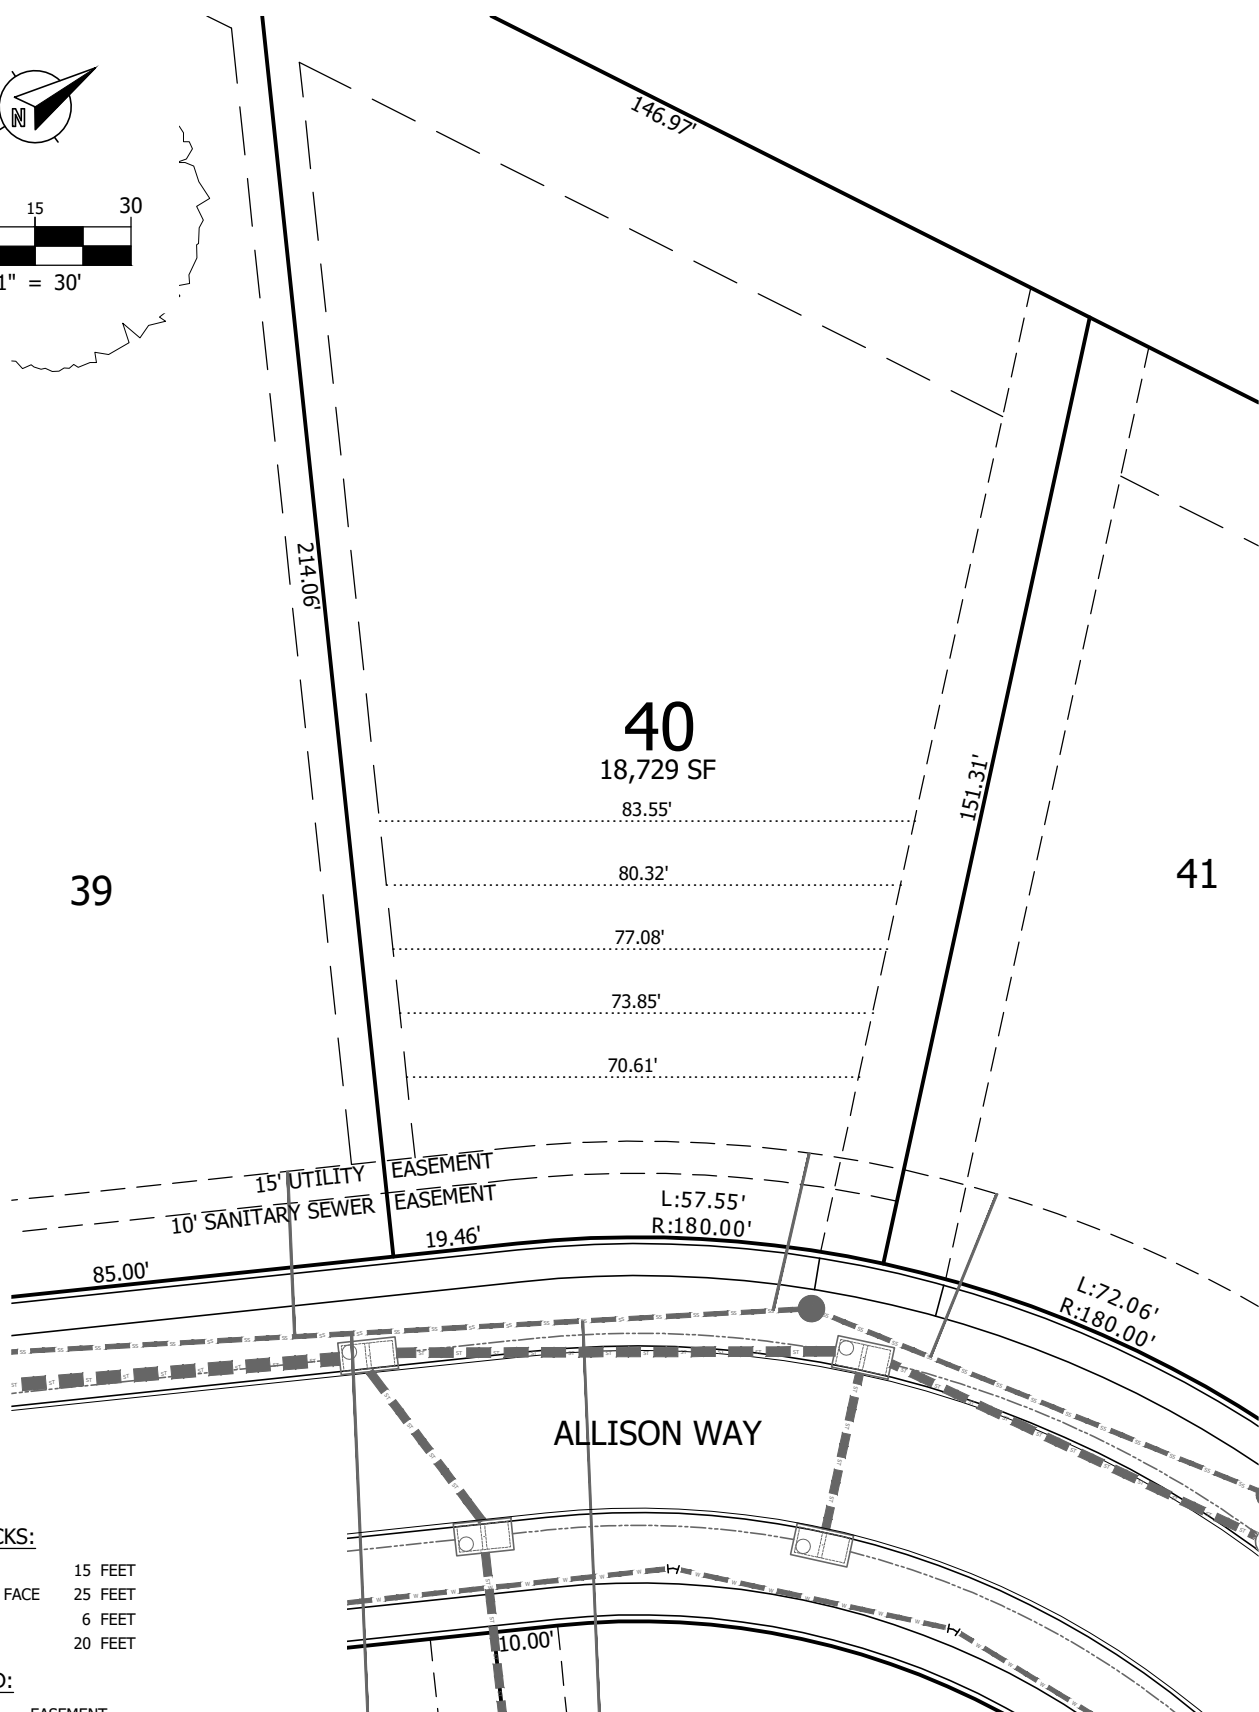 146.97'
N
15 30
1" = 30'
214.06'
40
18,729 SF
151.31'
83.55'
80.32'
77.08'
73.85'
70.61'
39
41
15' UTILITY EASEMENT
10' SANITARY SEWER EASEMENT
L:57.55'
R:180.00'
19.46'
85.00'
L:72.06'
R:180.00'
ALLISON WAY
CKS:
15 FEET
FACE 25 FEET
6 FEET
20 FEET
10.00'
D:
EASEMENT